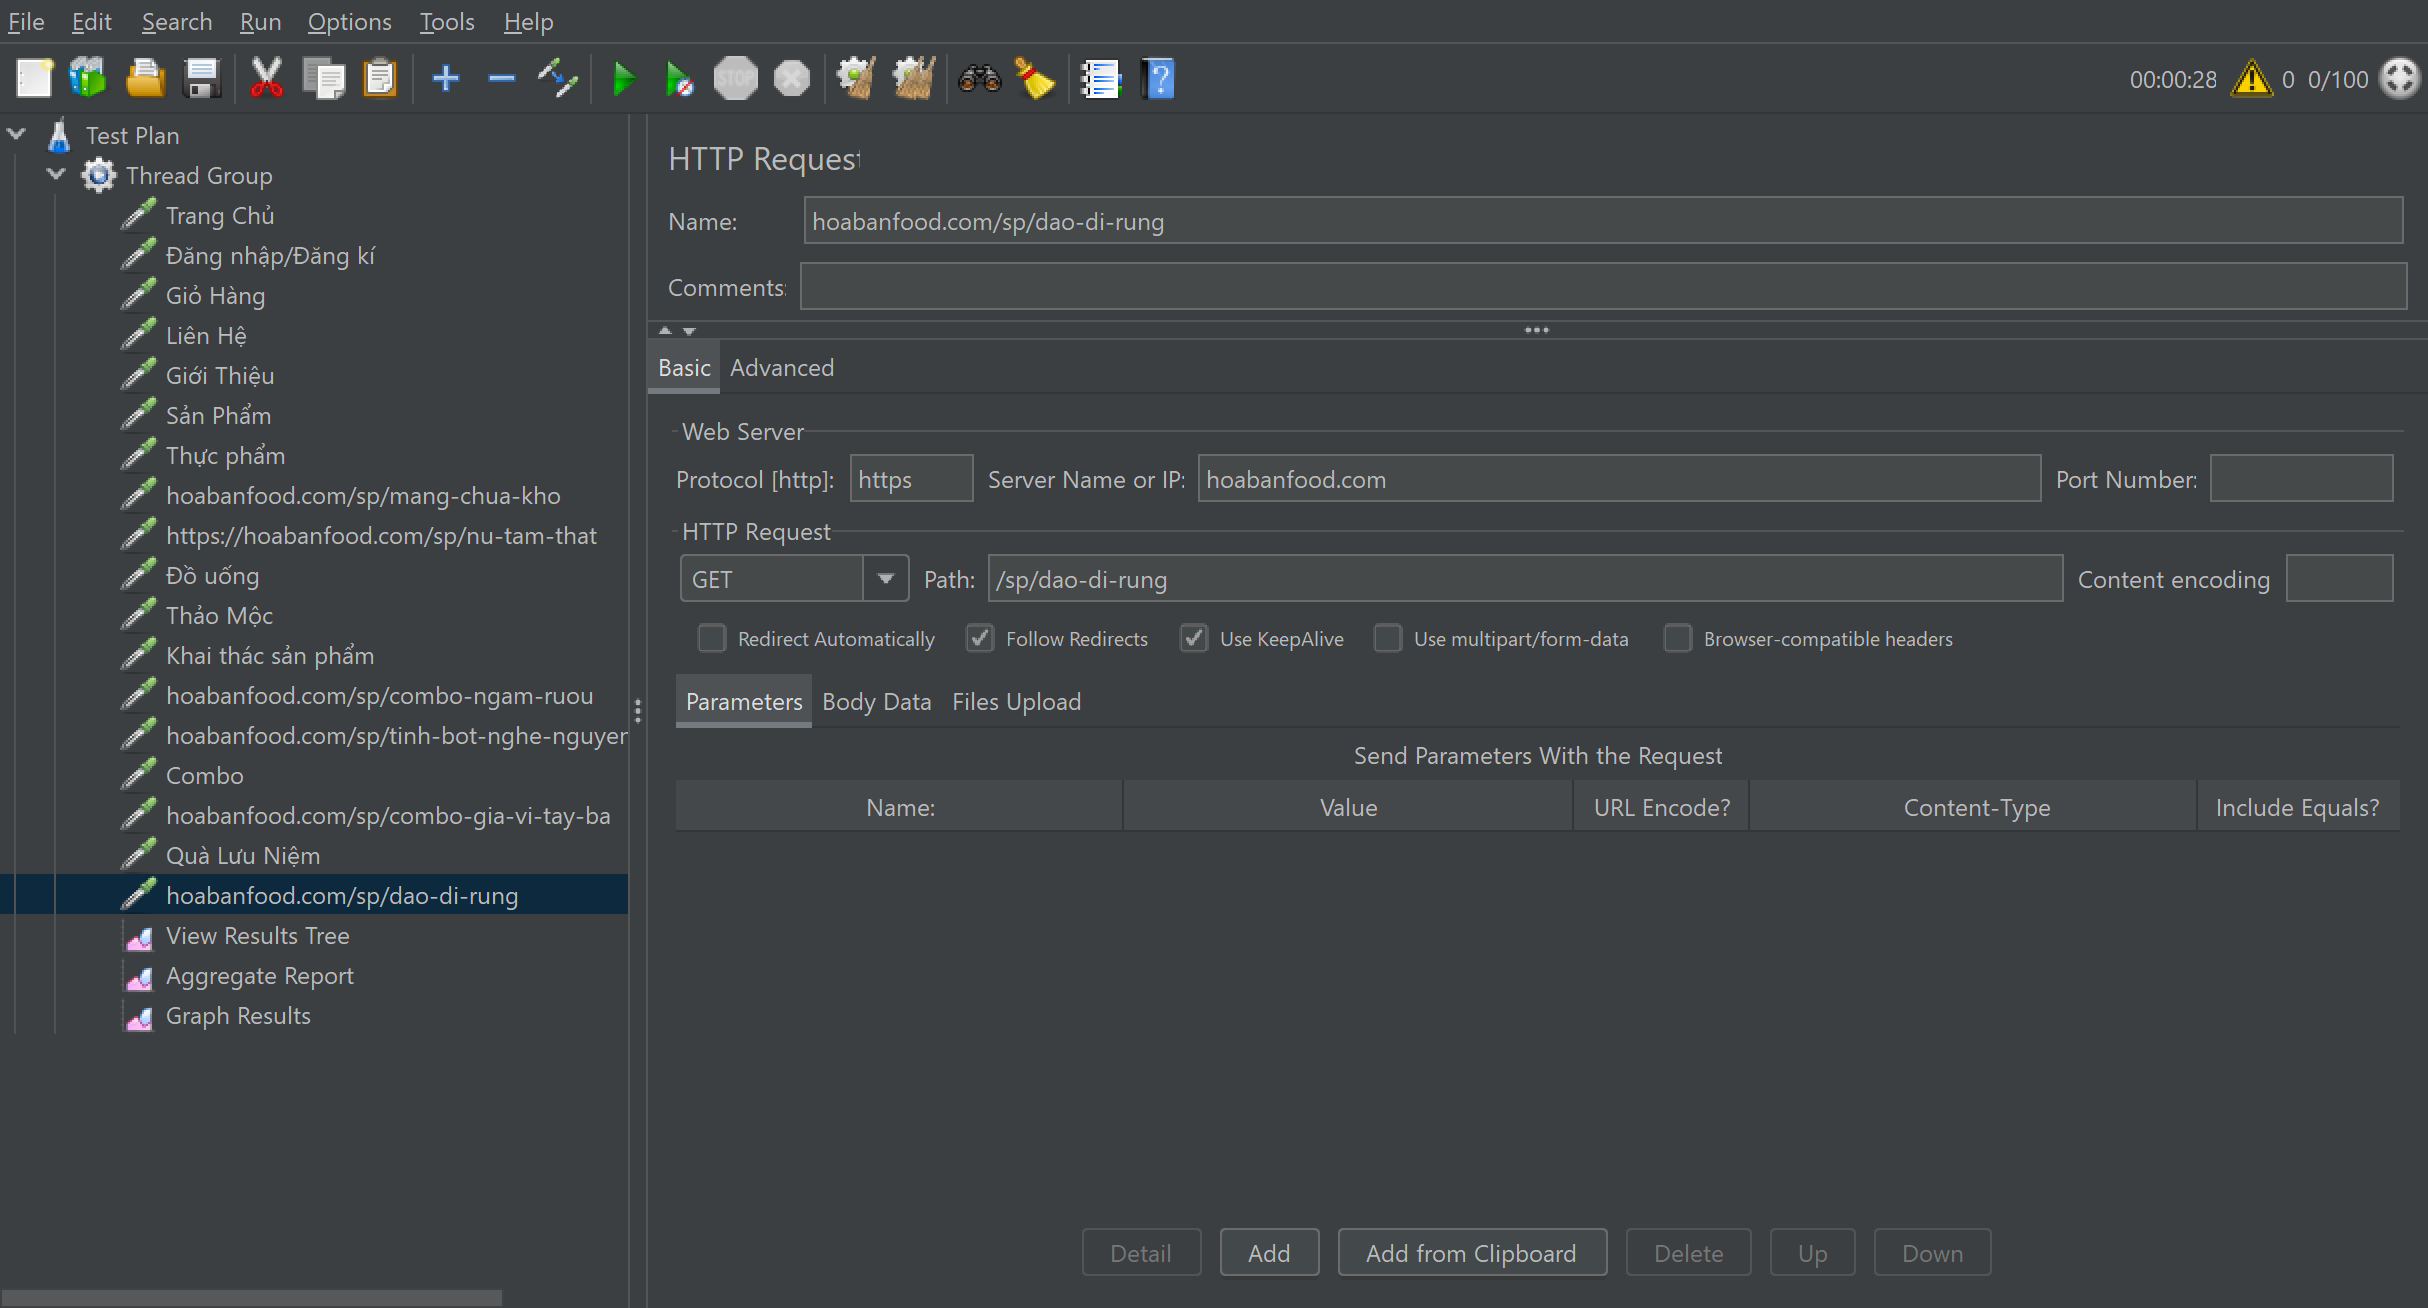 File Edit Search Run Options Tools Help
STOP
00:00:28 0 0/100
Test Plan
Thread Group
Trang Chủ
Đăng nhập/Đăng kí
Giỏ Hàng
Liên Hệ
Giới Thiệu
Sản Phẩm
Thực phẩm
hoabanfood.com/sp/mang-chua-kho
https://hoabanfood.com/sp/nu-tam-that
Đồ uống
Thảo Mộc
Khai thác sản phẩm
hoabanfood.com/sp/combo-ngam-ruou
hoabanfood.com/sp/tinh-bot-nghe-nguyer
Combo
hoabanfood.com/sp/combo-gia-vi-tay-ba
Quà Lưu Niệm
hoabanfood.com/sp/dao-di-rung
View Results Tree
Aggregate Report
Graph Results
HTTP Request
Name: hoabanfood.com/sp/dao-di-rung
Comments:
Basic Advanced
Web Server
Protocol [http]: https Server Name or IP: hoabanfood.com Port Number:
HTTP Request
GET Path: /sp/dao-di-rung Content encoding
Redirect Automatically Follow Redirects Use KeepAlive Use multipart/form-data Browser-compatible headers
Parameters Body Data Files Upload
Send Parameters With the Request
Name: Value URL Encode? Content-Type Include Equals?
Detail Add Add from Clipboard Delete Up Down